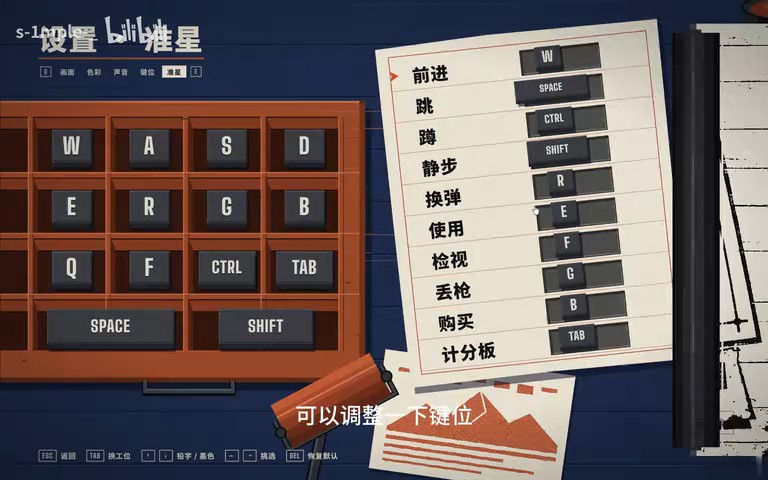 s-1mple
bilibili
设置 准星
Q 画面 色彩 声音 键位 准星 E
W A S D
E R G B
Q F CTRL TAB
SPACE SHIFT
前进 W
跳 SPACE
蹲 CTRL
静步 SHIFT
换弹 R
使用 E
检视 F
丢枪 G
购买 B
计分板 TAB
可以调整一下键位
ESC 返回 TAB 换工位 ↑ ↓ 铅字/墨色 ← → 挑选 DEL 恢复默认